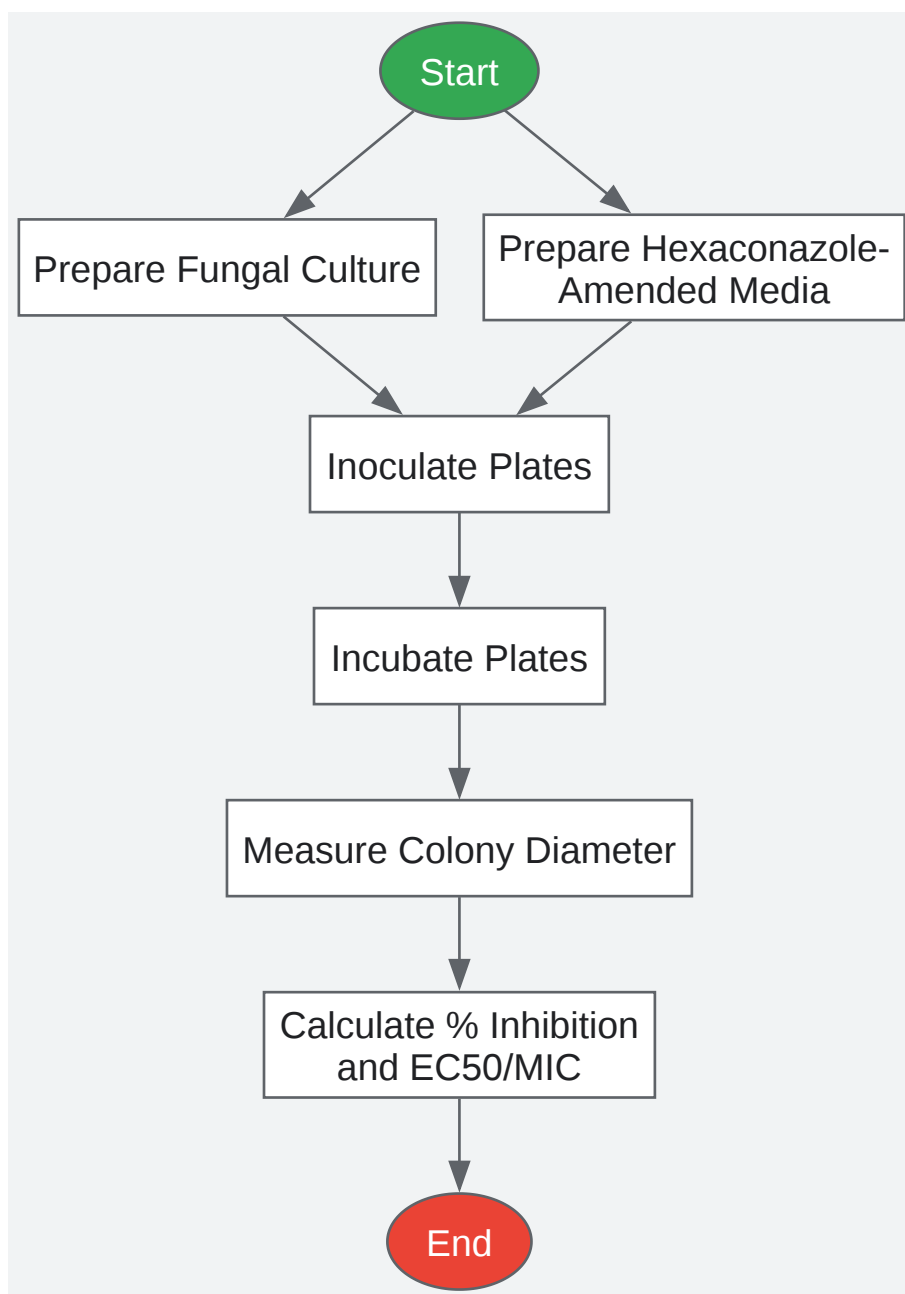 Start
Prepare Fungal Culture
Prepare Hexaconazole-
Amended Media
Inoculate Plates
Incubate Plates
Measure Colony Diameter
Calculate % Inhibition
and EC50/MIC
End